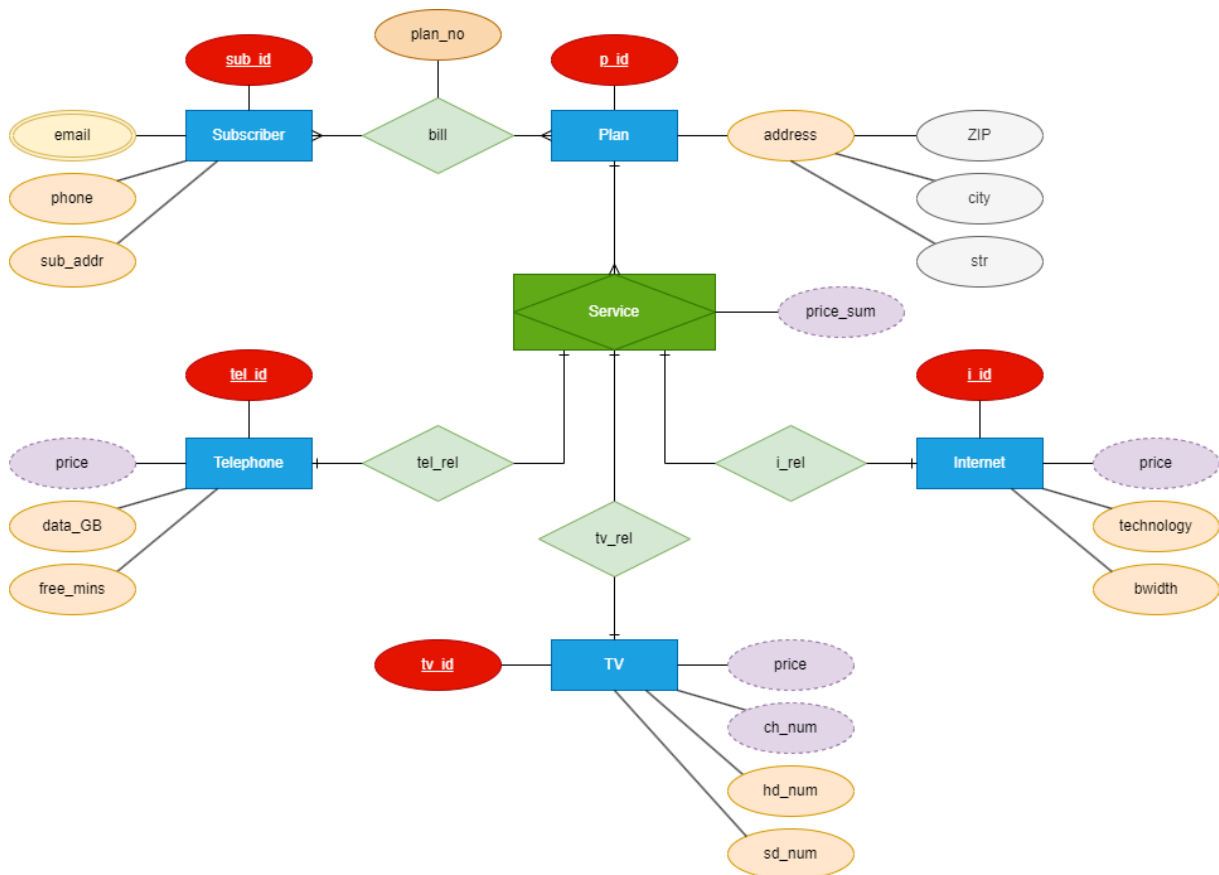 plan_no
sub_id
p_id
email
Subscriber
bill
Plan
address
ZIP
phone
city
sub_addr
str
Service
price_sum
tel_id
i_id
price
Telephone
tel_rel
i_rel
Internet
price
data_GB
technology
tv_rel
free_mins
bwidth
tv_id
TV
price
ch_num
hd_num
sd_num